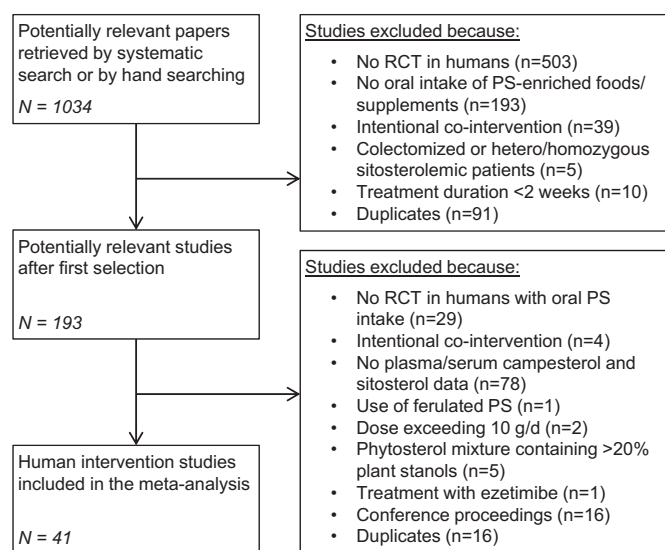 Potentially relevant papers
retrieved by systematic
search or by hand searching
N = 1034
Studies excluded because:
• No RCT in humans (n=503)
• No oral intake of PS-enriched foods/
supplements (n=193)
• Intentional co-intervention (n=39)
• Colectomized or hetero/homozygous
sitosterolemic patients (n=5)
• Treatment duration <2 weeks (n=10)
• Duplicates (n=91)
Potentially relevant studies
after first selection
N = 193
Studies excluded because:
• No RCT in humans with oral PS
intake (n=29)
• Intentional co-intervention (n=4)
• No plasma/serum campesterol and
sitosterol data (n=78)
• Use of ferulated PS (n=1)
• Dose exceeding 10 g/d (n=2)
• Phytosterol mixture containing >20%
plant stanols (n=5)
• Treatment with ezetimibe (n=1)
• Conference proceedings (n=16)
• Duplicates (n=16)
Human intervention studies
included in the meta-analysis
N = 41